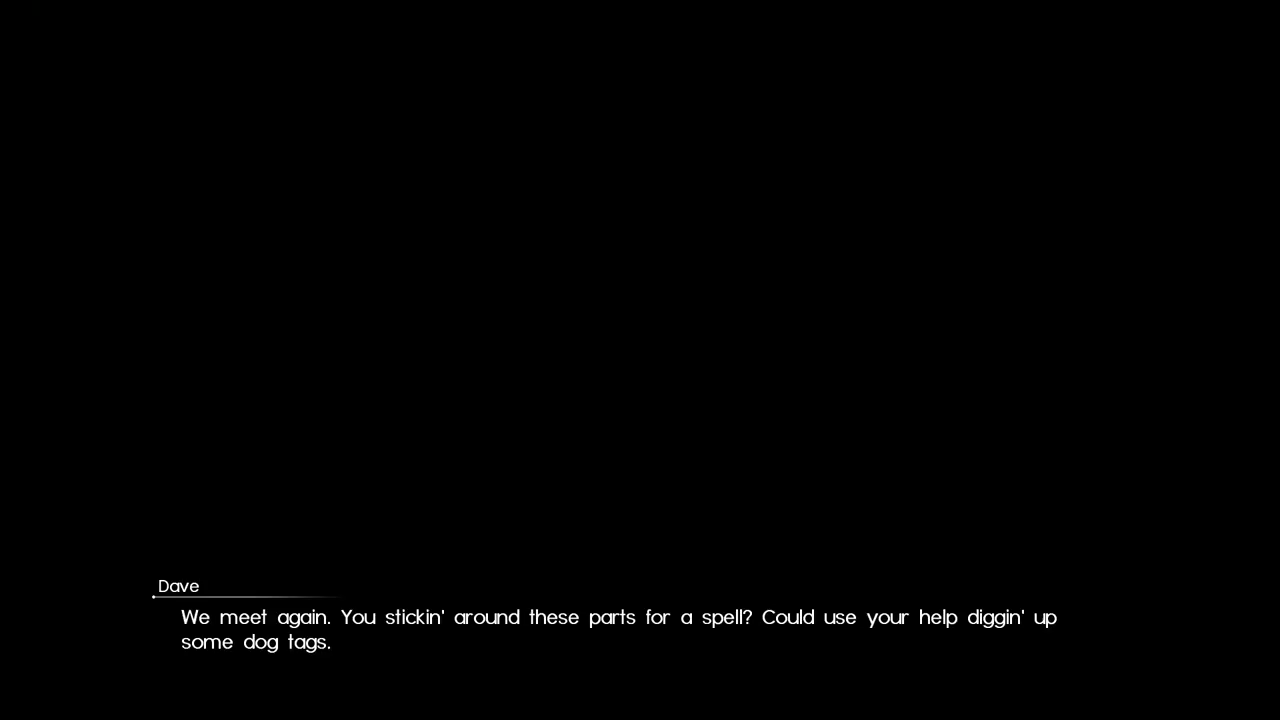 Dave
We meet again. You stickin' around these parts for a spell? Could use your help diggin' up
some dog tags.